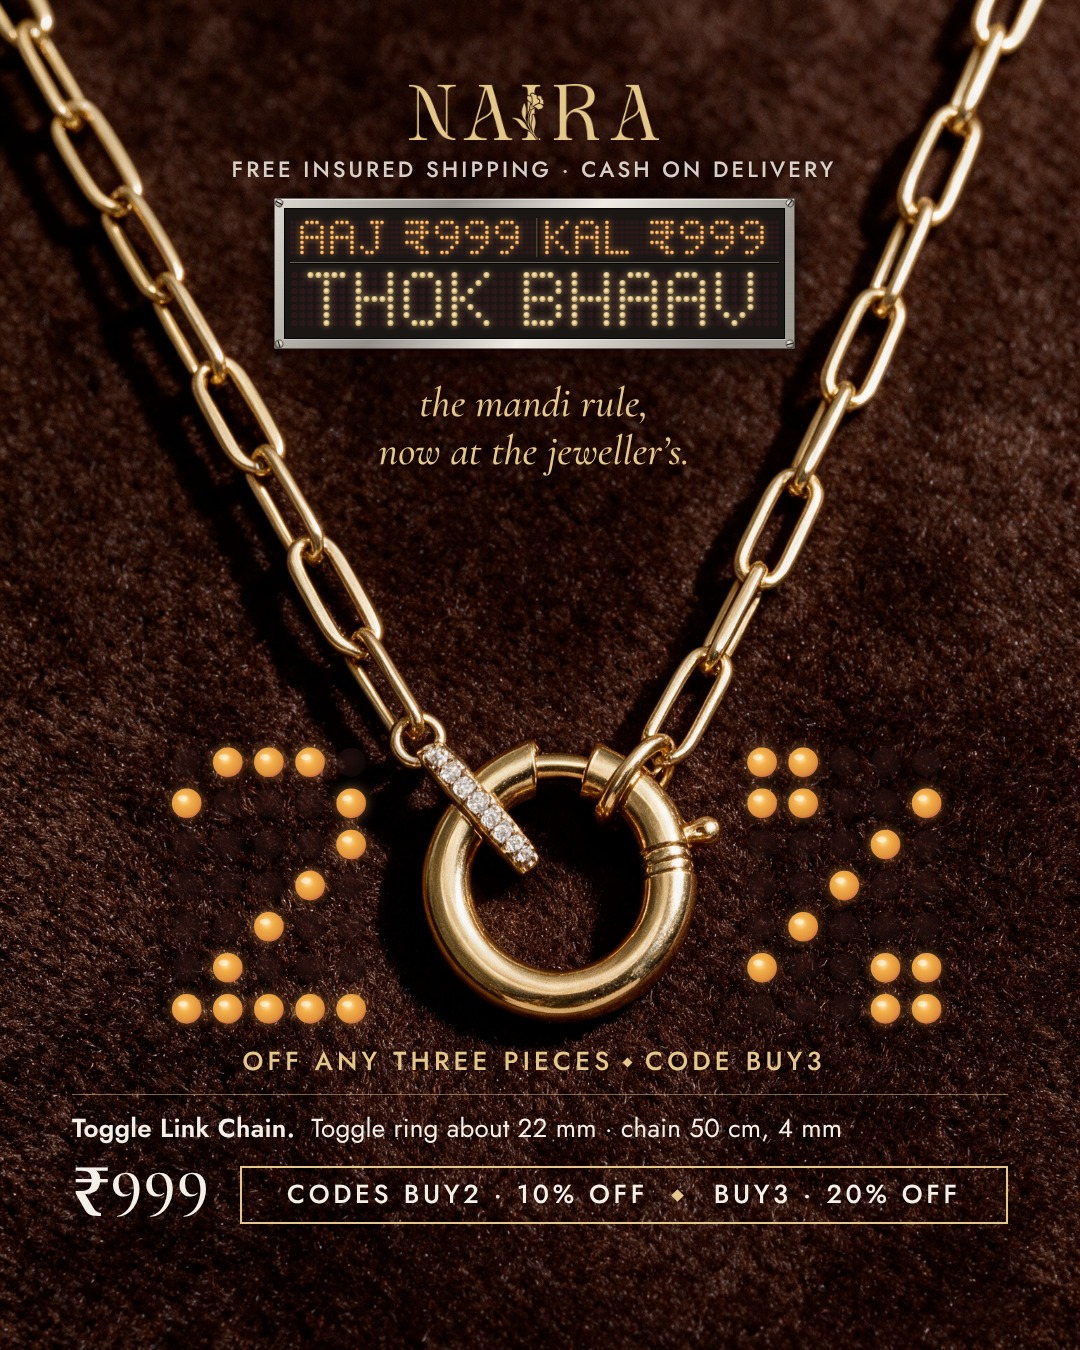 NAIRA
FREE INSURED SHIPPING · CASH ON DELIVERY
AAJ ₹999 KAL ₹999
THOK BHAAV
the mandi rule,
now at the jeweller's.
20%
OFF ANY THREE PIECES ◆ CODE BUY3
Toggle Link Chain. Toggle ring about 22 mm · chain 50 cm, 4 mm
₹999
CODES BUY2 · 10% OFF ◆ BUY3 · 20% OFF